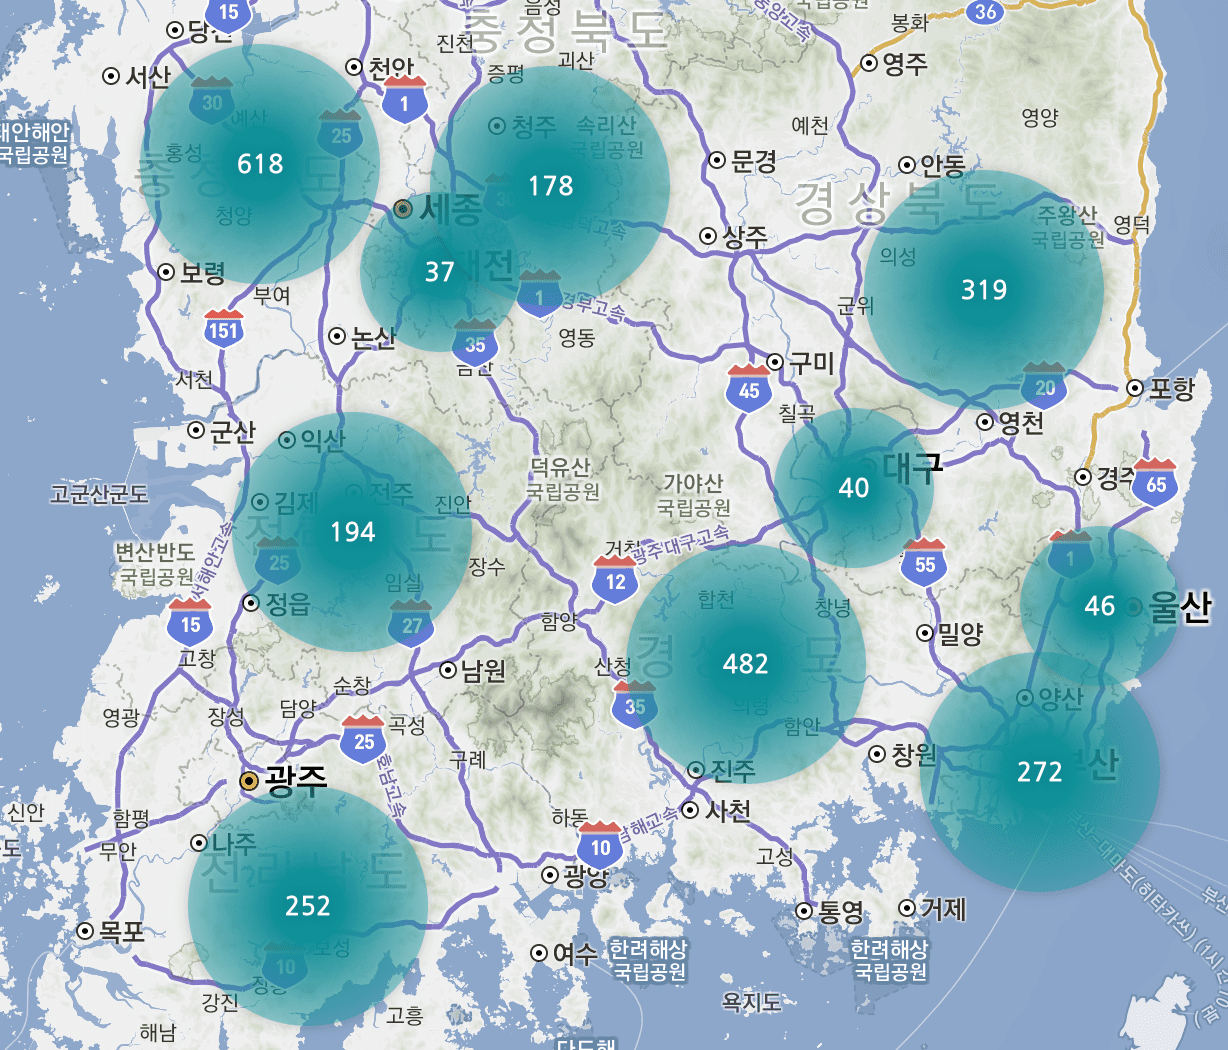 15
음성
36
봉화
당진
진천
충청북도
중앙고속
괴산
천안
증평
영주
서산
30
예산
1
25
청주
속리산
국립공원
예천
영양
태안해안
국립공원
홍성
618
178
문경
안동
경상북도
청양
세종
상주
주왕산
국립공원
영덕
의성
보령
37
대전
319
부여
1
경부고속
군위
151
논산
35
영동
금산
구미
서천
45
20
포항
칠곡
군산
익산
영천
대구
덕유산
국립공원
가야산
국립공원
경주
65
고군산군도
김제
전주
진안
40
194
변산반도
국립공원
서해안고속
25
거창
광주대구고속
12
55
1
장수
임실
합천
창녕
46
울산
정읍
15
27
함양
밀양
고창
남원
산청
482
순창
35
의령
양산
영광
장성
담양
곡성
함안
25
창원
구례
진주
272
부산
광주
호남고속
신안
함평
하동
남해고속
사천
나주
무안
10
고성
전라남도
광양
252
통영
거제
목포
보성
여수
한려해상
국립공원
한려해상
국립공원
10
강진
욕지도
고흥
해남